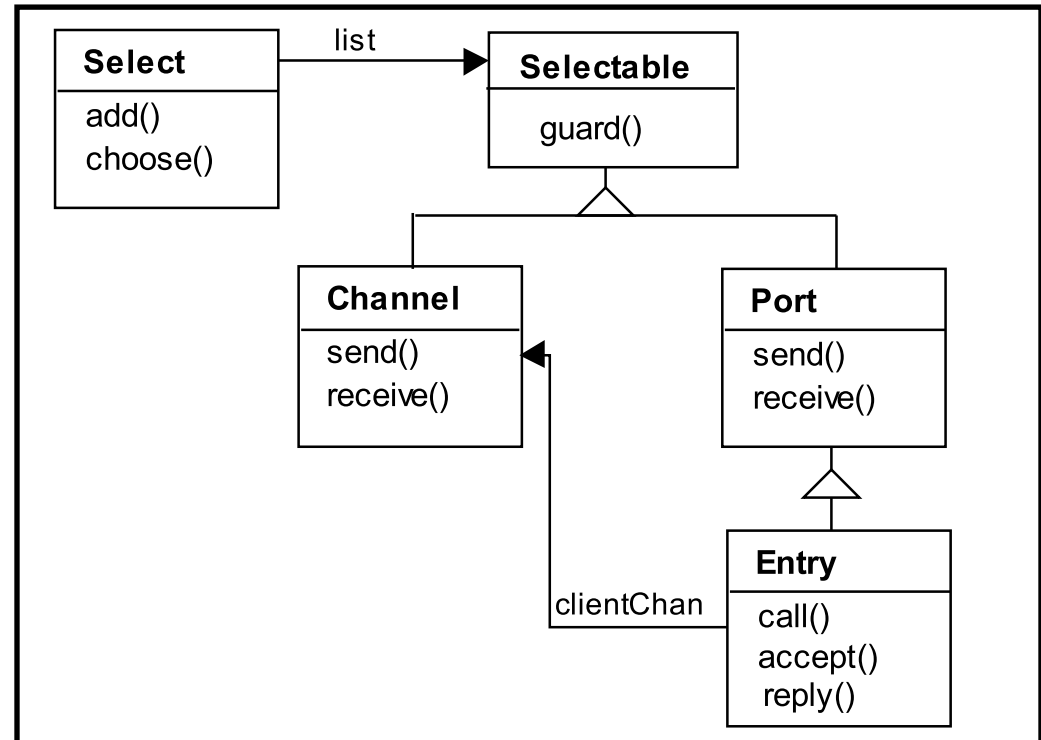 list
Select
add()
choose()
Selectable
guard()
Channel
send()
receive()
Port
send()
receive()
clientChan
Entry
call()
accept()
reply()